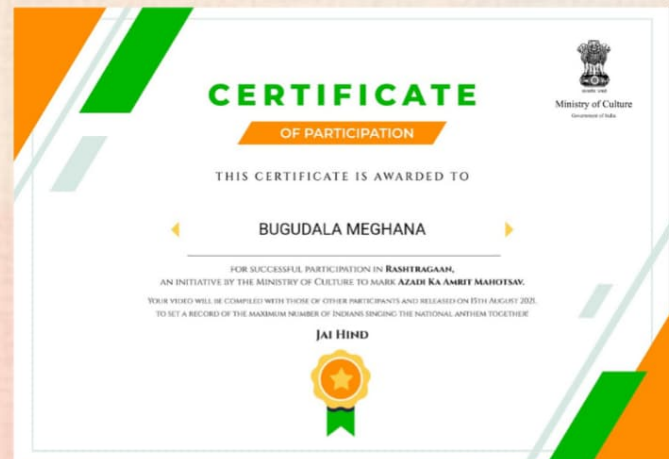 CERTIFICATE
OF PARTICIPATION
Ministry of Culture
Government of India
THIS CERTIFICATE IS AWARDED TO
BUGUDALA MEGHANA
FOR SUCCESSFUL PARTICIPATION IN RASHTRAGAAN,
AN INITIATIVE BY THE MINISTRY OF CULTURE TO MARK AZADI KA AMRIT MAHOTSAV.
YOUR VIDEO WILL BE COMPILED WITH THOSE OF OTHER PARTICIPANTS AND RELEASED ON 15TH AUGUST 2021,
TO SET A RECORD OF THE MAXIMUM NUMBER OF INDIANS SINGING THE NATIONAL ANTHEM TOGETHER!
JAI HIND